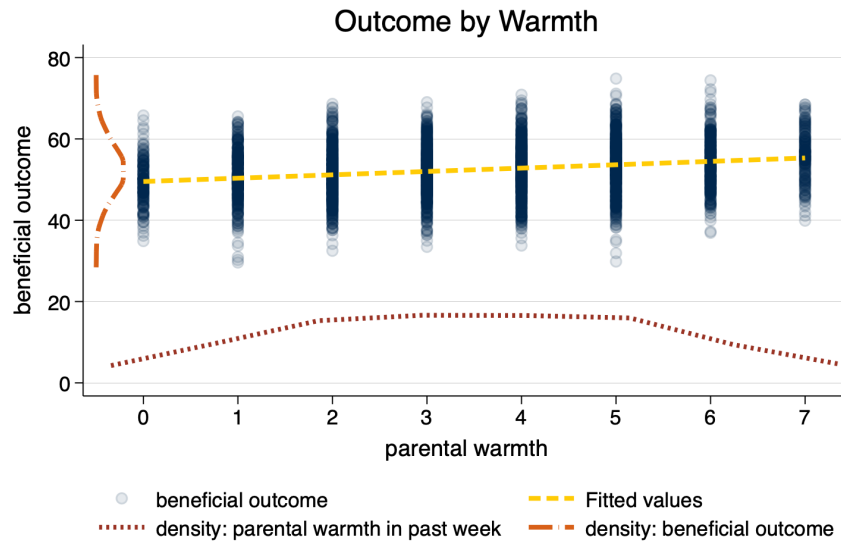 Outcome by Warmth
80
60
40
20
0
beneficial outcome
0 1 2 3 4 5 6 7
parental warmth
beneficial outcome Fitted values
density: parental warmth in past week density: beneficial outcome